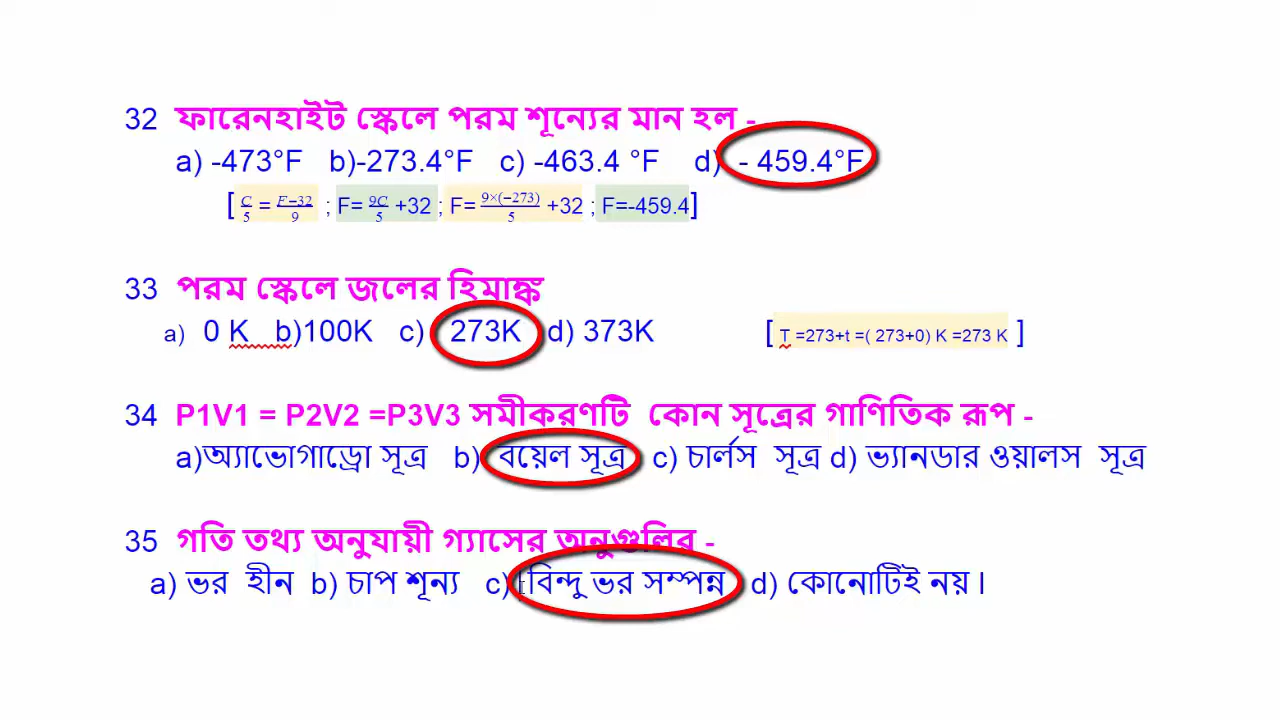 32 ফারেনহাইট স্কেলে পরম শূন্যের মান হল -
a) -473°F b)-273.4°F c) -463.4 °F d) - 459.4°F
[ C/5 = F−32/9 ; F= 9C/5 +32 ; F= 9×(−273)/5 +32 ; F=-459.4]
33 পরম স্কেলে জলের হিমাঙ্ক
a) 0 K b)100K c) 273K d) 373K [ T =273+t =( 273+0) K =273 K ]
34 P1V1 = P2V2 =P3V3 সমীকরণটি কোন সূত্রের গাণিতিক রূপ -
a)অ্যাভোগাড্রো সূত্র b) বয়েল সূত্র c) চার্লস সূত্র d) ভ্যানডার ওয়ালস সূত্র
35 গতি তথ্য অনুযায়ী গ্যাসের অনুগুলির -
a) ভর হীন b) চাপ শূন্য c) বিন্দু ভর সম্পন্ন d) কোনোটিই নয়।